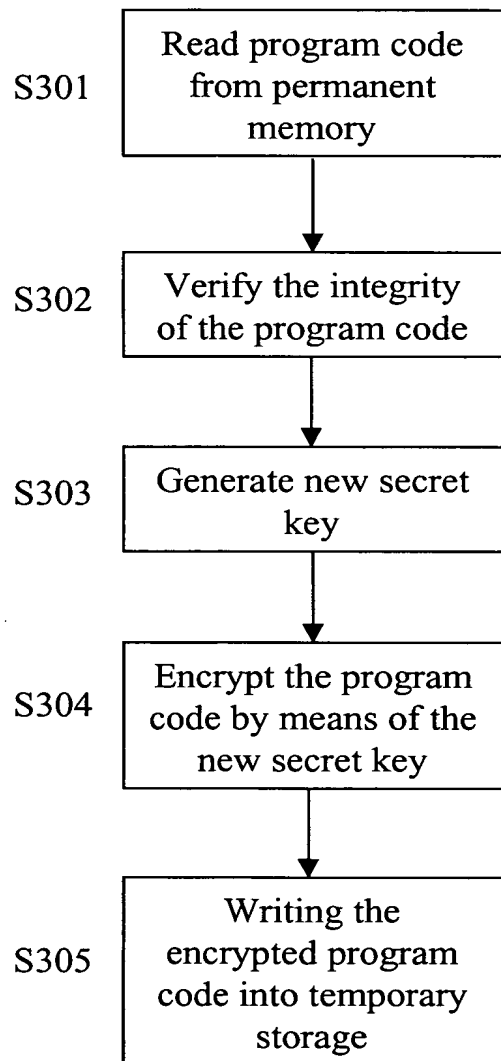 Read program code
S301
from permanent
memory
S302
Verify the integrity
of the program code
S303
Generate new secret
key
S304
Encrypt the program
code by means of the
new secret key
S305
Writing the
encrypted program
code into temporary
storage